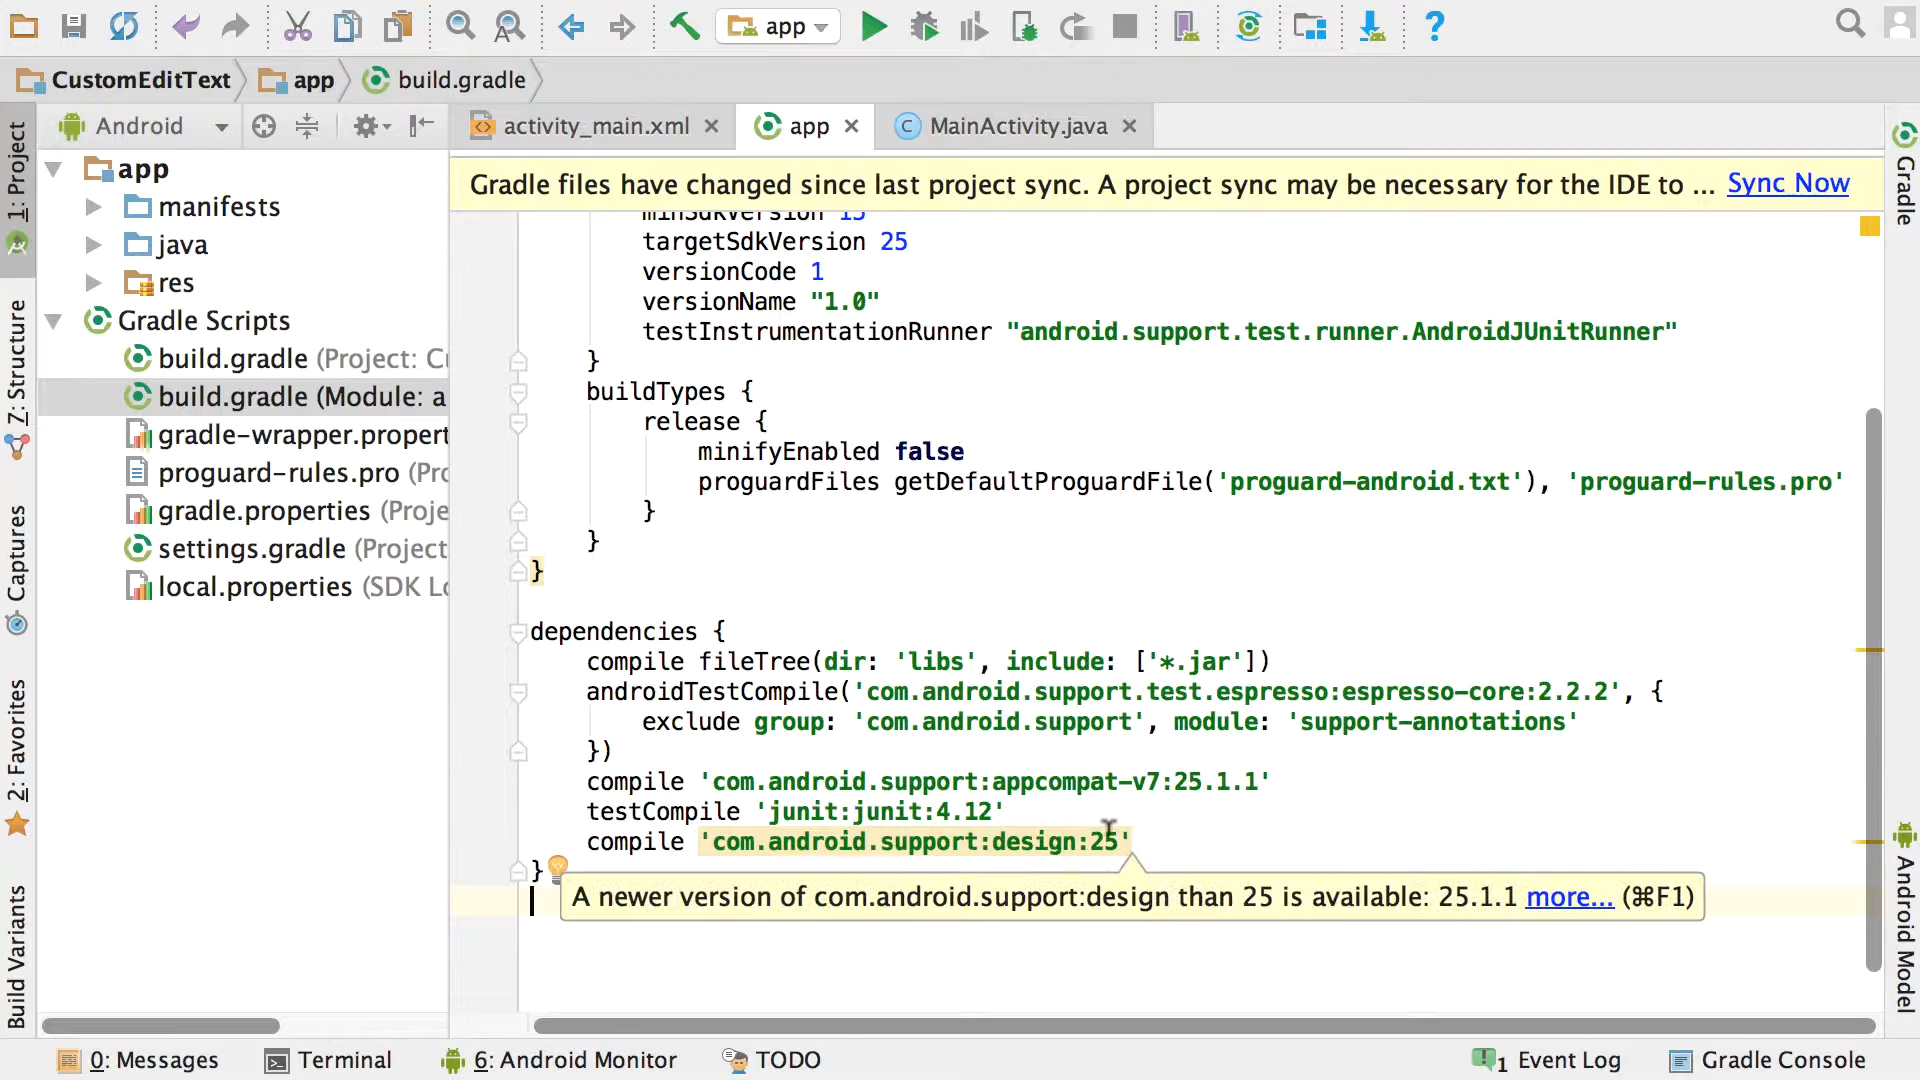 app
CustomEditText
app
build.gradle
Android
activity_main.xml
app
MainActivity.java
1: Project
Z: Structure
Captures
2: Favorites
Build Variants
app
manifests
java
res
Gradle Scripts
build.gradle (Project: Cu
build.gradle (Module: a
gradle-wrapper.propert
proguard-rules.pro (Pro
gradle.properties (Proje
settings.gradle (Project
local.properties (SDK Lo
Gradle files have changed since last project sync. A project sync may be necessary for the IDE to ... Sync Now
minSdkVersion 15
targetSdkVersion 25
versionCode 1
versionName "1.0"
testInstrumentationRunner "android.support.test.runner.AndroidJUnitRunner"
}
buildTypes {
release {
minifyEnabled false
proguardFiles getDefaultProguardFile('proguard-android.txt'), 'proguard-rules.pro'
}
}
}
dependencies {
compile fileTree(dir: 'libs', include: ['*.jar'])
androidTestCompile('com.android.support.test.espresso:espresso-core:2.2.2', {
exclude group: 'com.android.support', module: 'support-annotations'
})
compile 'com.android.support:appcompat-v7:25.1.1'
testCompile 'junit:junit:4.12'
compile 'com.android.support:design:25'
}
A newer version of com.android.support:design than 25 is available: 25.1.1 more... (⌘F1)
Gradle
Android Model
0: Messages
Terminal
6: Android Monitor
TODO
1 Event Log
Gradle Console